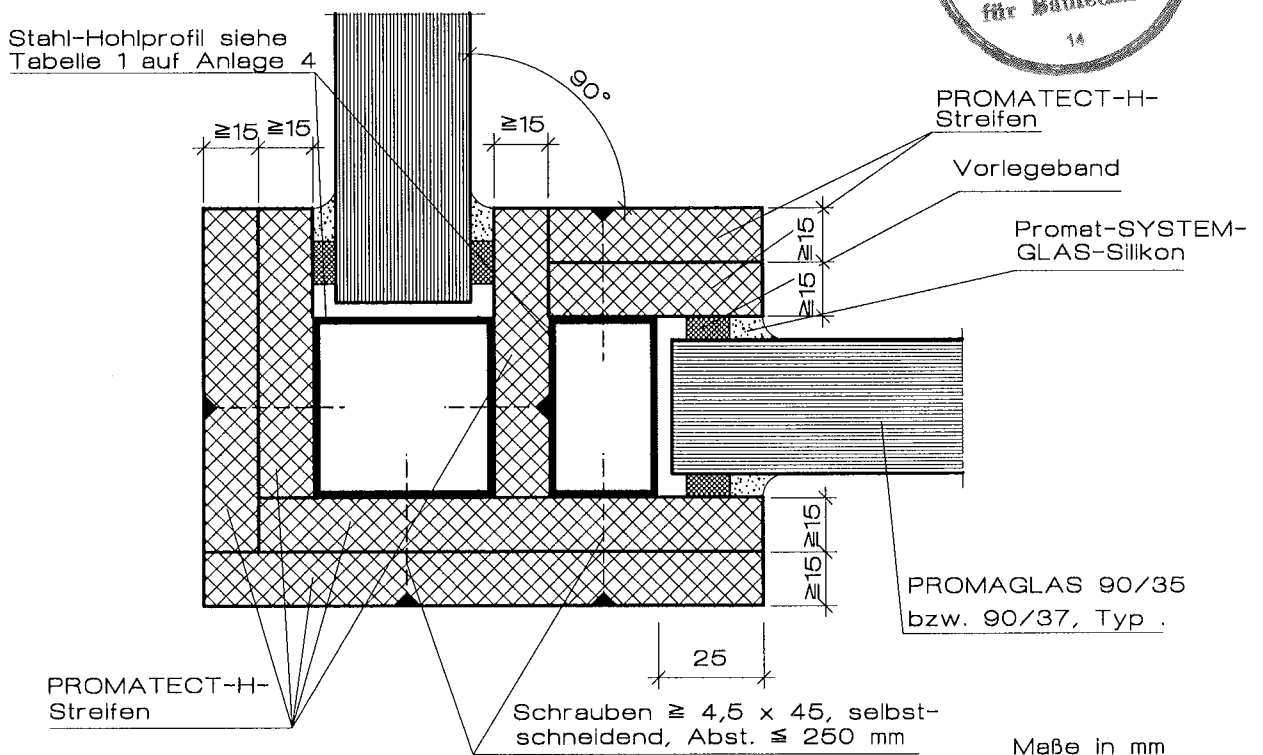 für
14
Stahl-Hohlprofil siehe
Tabelle 1 auf Anlage 4
90°
PROMATECT-H-
Streifen
≧15
≧15
≧15
Vorlegeband
≧15
Promat-SYSTEM-
GLAS-Silikon
≧15
≧15
≧15
PROMAGLAS 90/35
bzw. 90/37, Typ .
25
PROMATECT-H-
Streifen
Schrauben ≧ 4,5 x 45, selbst-
schneidend, Abst. ≦ 250 mm
Maße in mm